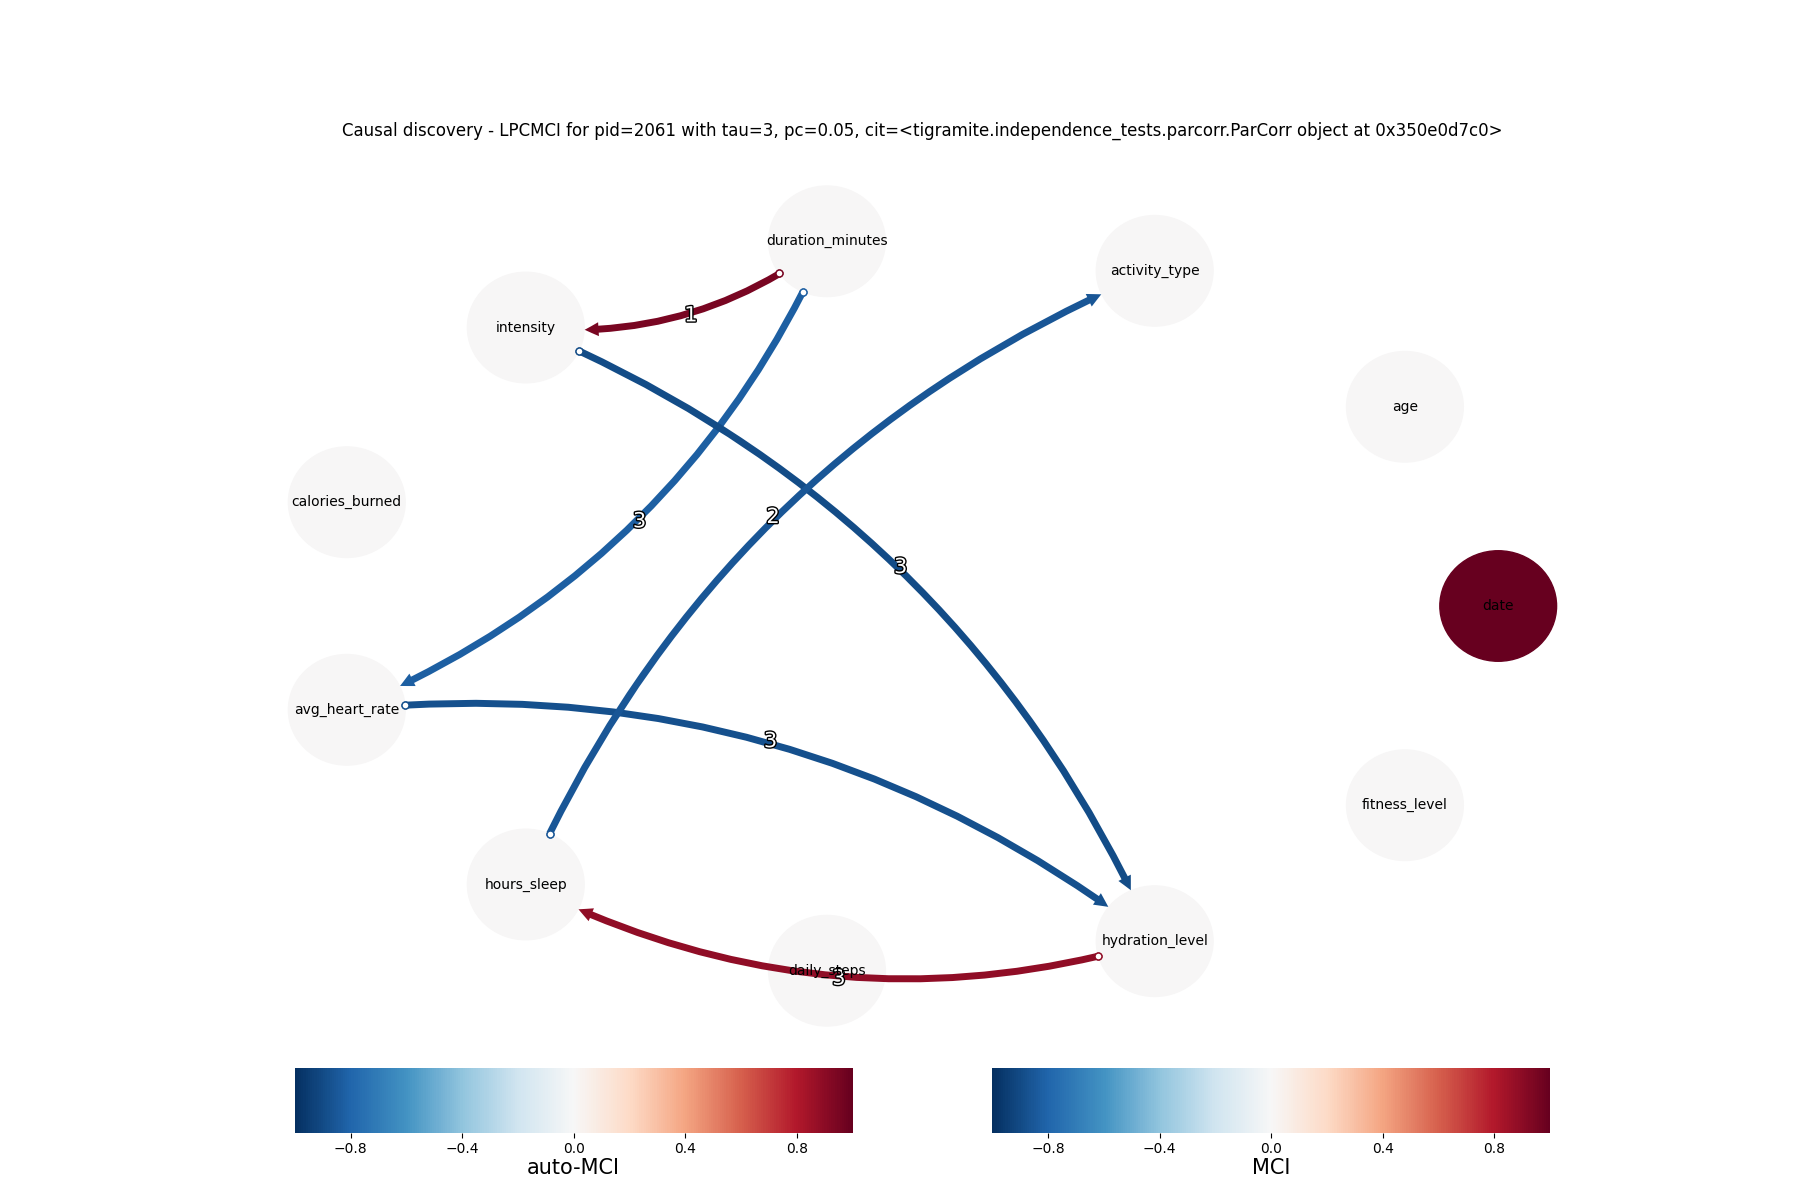 Causal discovery - LPCMCI for pid=2061 with tau=3, pc=0.05, cit=<tigramite.independence_tests.parcorr.ParCorr object at 0x350e0d7c0>
duration_minutes
activity_type
intensity
1
age
calories_burned
3
2
3
date
avg_heart_rate
3
fitness_level
hours_sleep
hydration_level
daily_steps
3
−0.8 −0.4 0.0 0.4 0.8
auto-MCI
−0.8 −0.4 0.0 0.4 0.8
MCI